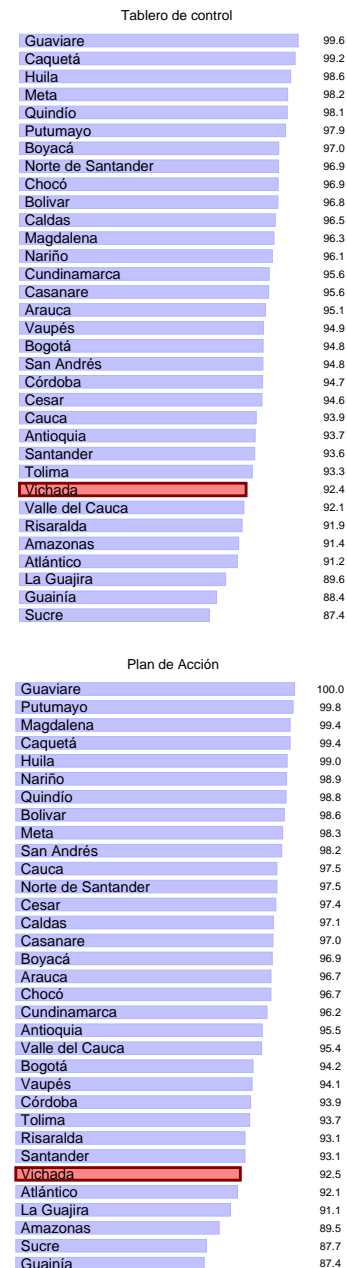 Tablero de control
Guaviare 99.6
Caquetá 99.2
Huila 98.6
Meta 98.2
Quindío 98.1
Putumayo 97.9
Boyacá 97.0
Norte de Santander 96.9
Chocó 96.9
Bolivar 96.8
Caldas 96.5
Magdalena 96.3
Nariño 96.1
Cundinamarca 95.6
Casanare 95.6
Arauca 95.1
Vaupés 94.9
Bogotá 94.8
San Andrés 94.8
Córdoba 94.7
Cesar 94.6
Cauca 93.9
Antioquia 93.7
Santander 93.6
Tolima 93.3
Vichada 92.4
Valle del Cauca 92.1
Risaralda 91.9
Amazonas 91.4
Atlántico 91.2
La Guajira 89.6
Guainía 88.4
Sucre 87.4
Plan de Acción
Guaviare 100.0
Putumayo 99.8
Magdalena 99.4
Caquetá 99.4
Huila 99.0
Nariño 98.9
Quindío 98.8
Bolivar 98.6
Meta 98.3
San Andrés 98.2
Cauca 97.5
Norte de Santander 97.5
Cesar 97.4
Caldas 97.1
Casanare 97.0
Boyacá 96.9
Arauca 96.7
Chocó 96.7
Cundinamarca 96.2
Antioquia 95.5
Valle del Cauca 95.4
Bogotá 94.2
Vaupés 94.1
Córdoba 93.9
Tolima 93.7
Risaralda 93.1
Santander 93.1
Vichada 92.5
Atlántico 92.1
La Guajira 91.1
Amazonas 89.5
Sucre 87.7
Guainía 87.4